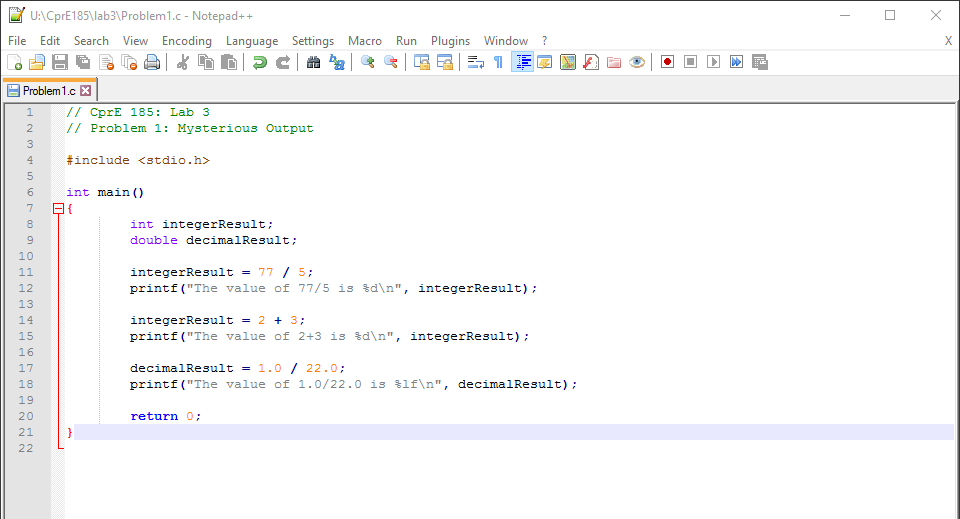 U:\CprE185\lab3\Problem1.c - Notepad++
File Edit Search View Encoding Language Settings Macro Run Plugins Window ? X
Problem1.c
1 // CprE 185: Lab 3
2 // Problem 1: Mysterious Output
3
4 #include <stdio.h>
5
6 int main()
7 {
8 int integerResult;
9 double decimalResult;
10
11 integerResult = 77 / 5;
12 printf("The value of 77/5 is %d\n", integerResult);
13
14 integerResult = 2 + 3;
15 printf("The value of 2+3 is %d\n", integerResult);
16
17 decimalResult = 1.0 / 22.0;
18 printf("The value of 1.0/22.0 is %lf\n", decimalResult);
19
20 return 0;
21 }
22